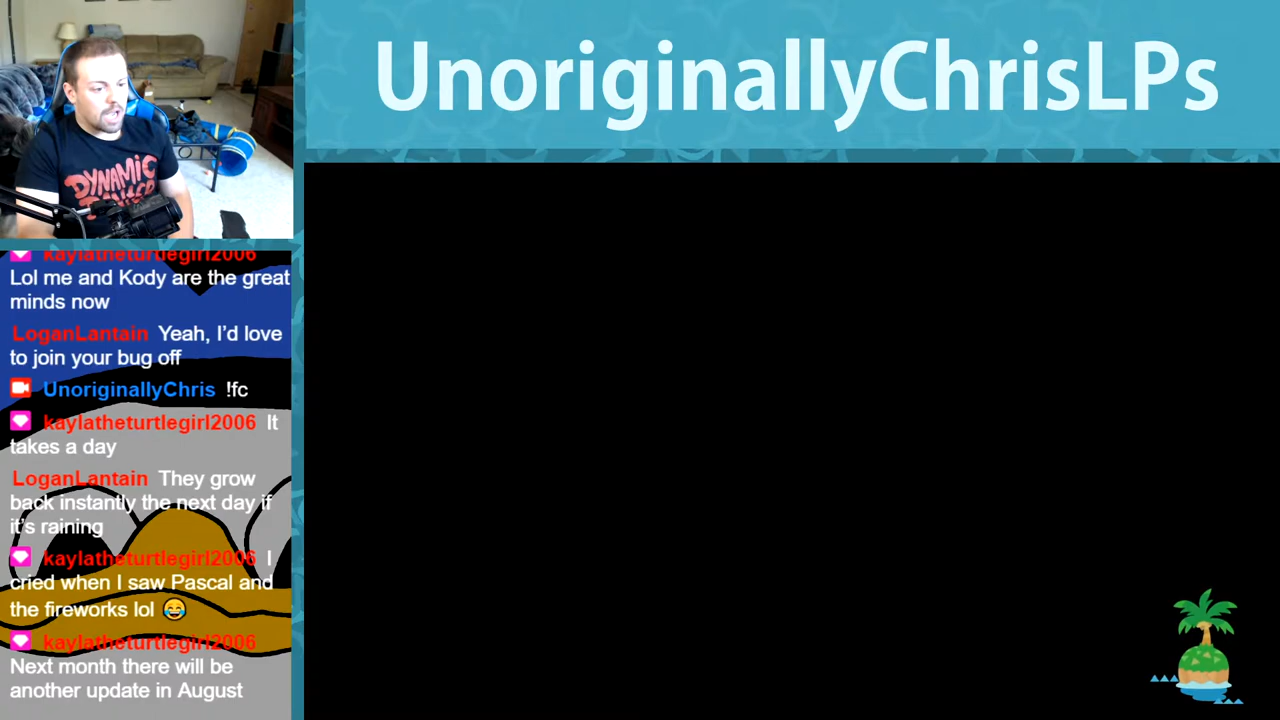 UnoriginallyChrisLPs
DYNAMIC
kaylatheturtlegirl2006
Lol me and Kody are the great
minds now
LoganLantain Yeah, I’d love
to join your bug off
UnoriginallyChris !fc
kaylatheturtlegirl2006 It
takes a day
LoganLantain They grow
back instantly the next day if
it’s raining
kaylatheturtlegirl2006 I
cried when I saw Pascal and
the fireworks lol 😂
kaylatheturtlegirl2006
Next month there will be
another update in August